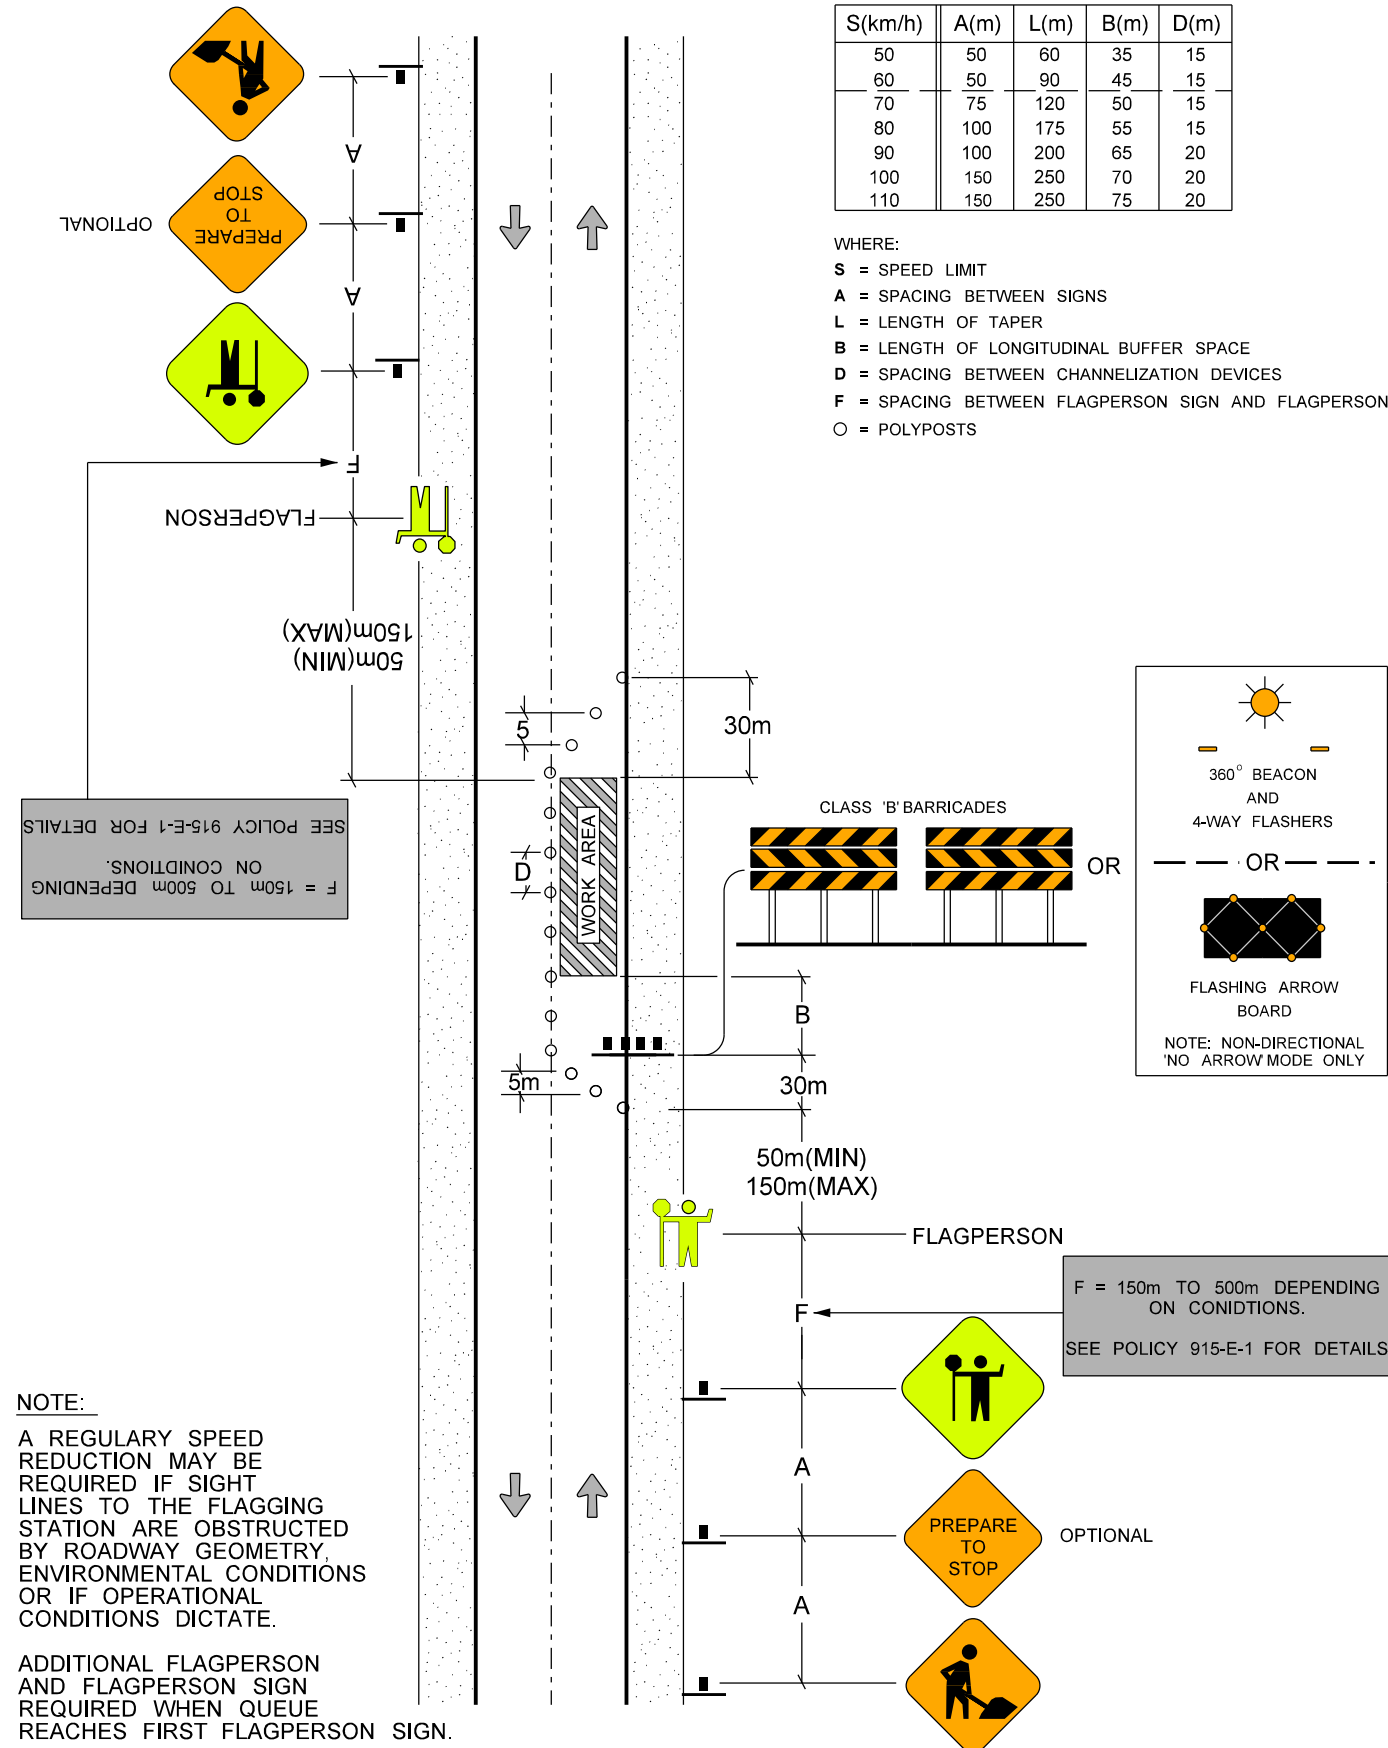 S(km/h) A(m) L(m) B(m) D(m)
50 50 60 35 15
60 50 90 45 15
70 75 120 50 15
80 100 175 55 15
90 100 200 65 20
100 150 250 70 20
110 150 250 75 20
WHERE:
S = SPEED LIMIT
A = SPACING BETWEEN SIGNS
L = LENGTH OF TAPER
B = LENGTH OF LONGITUDINAL BUFFER SPACE
D = SPACING BETWEEN CHANNELIZATION DEVICES
F = SPACING BETWEEN FLAGPERSON SIGN AND FLAGPERSON
= POLYPOSTS
A
PREPARE
TO
STOP
OPTIONAL
A
F
FLAGPERSON
50m(MIN)
150m(MAX)
F = 150m TO 500m DEPENDING
ON CONIDTIONS.
SEE POLICY 915-E-1 FOR DETAILS
5
30m
WORK AREA
D
CLASS 'B' BARRICADES
OR
360° BEACON
AND
4-WAY FLASHERS
OR
FLASHING ARROW
BOARD
NOTE: NON-DIRECTIONAL
'NO ARROW' MODE ONLY
B
5m
30m
50m(MIN)
150m(MAX)
FLAGPERSON
F
F = 150m TO 500m DEPENDING
ON CONIDTIONS.
SEE POLICY 915-E-1 FOR DETAILS
A
PREPARE
TO
STOP
OPTIONAL
A
NOTE:
A REGULARY SPEED
REDUCTION MAY BE
REQUIRED IF SIGHT
LINES TO THE FLAGGING
STATION ARE OBSTRUCTED
BY ROADWAY GEOMETRY,
ENVIRONMENTAL CONDITIONS
OR IF OPERATIONAL
CONDITIONS DICTATE.
ADDITIONAL FLAGPERSON
AND FLAGPERSON SIGN
REQUIRED WHEN QUEUE
REACHES FIRST FLAGPERSON SIGN.